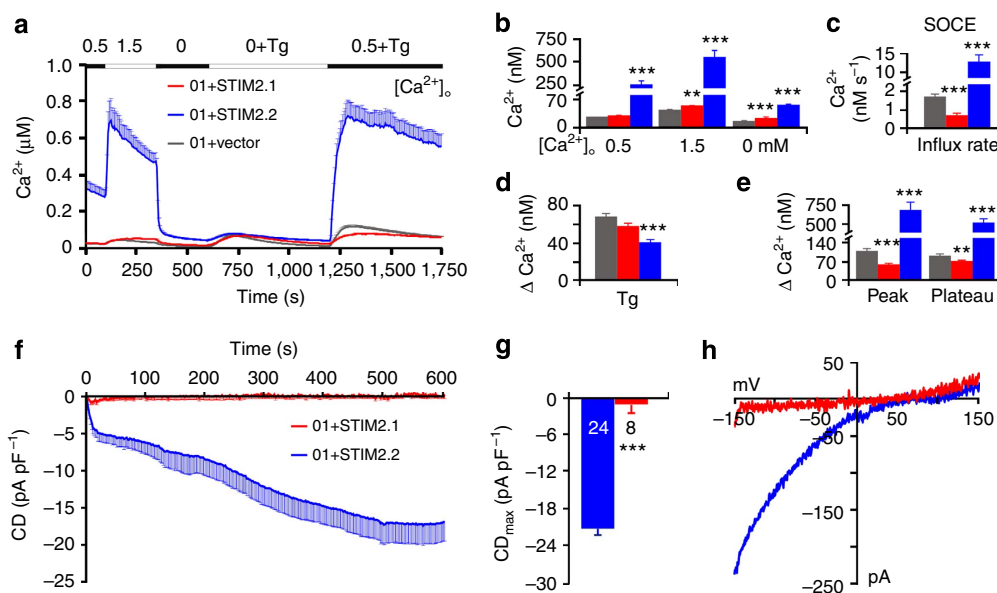 a
0.5 1.5 0 0+Tg 0.5+Tg
[Ca²⁺]ₒ
01+STIM2.1
01+STIM2.2
01+vector
Ca²⁺ (μM)
1.0
0.8
0.6
0.4
0.2
0
0 250 500 750 1,000 1,250 1,500 1,750
Time (s)
b
Ca²⁺ (nM)
750
500
250
70
0
***
**
***
*** ***
[Ca²⁺]ₒ 0.5 1.5 0 mM
c
SOCE
Ca²⁺ (nM s⁻¹)
15
10
5
2
1
0
***
***
Influx rate
d
Δ Ca²⁺ (nM)
80
40
0
***
Tg
e
Δ Ca²⁺ (nM)
750
500
140
70
0
***
***
***
**
Peak Plateau
f
Time (s)
0 100 200 300 400 500 600
0
−5
−10
−15
−20
−25
CD (pA pF⁻¹)
01+STIM2.1
01+STIM2.2
g
0
−6
−12
−18
−24
−30
CDmax (pA pF⁻¹)
24 8
***
h
mV
50
−150 −50 50 150
−50
−150
−250
pA